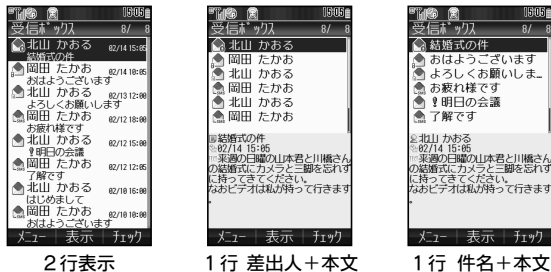 15:05
受信ボックス 8/ 8
北山 かおる 02/14 15:05
結婚式の件
岡田 たかお 02/14 10:05
おはようございます
北山 かおる 02/13 12:00
よろしくお願いします
岡田 たかお 02/12 18:00
お疲れ様です
北山 かおる 02/12 15:00
明日の会議
岡田 たかお 02/12 12:05
了解です
北山 かおる 02/10 16:00
はじめまして
岡田 たかお 02/10 10:00
おはようございます
メニュー 表示 チェック
2行表示
15:05
受信ボックス 8/ 8
北山 かおる
岡田 たかお
北山 かおる
岡田 たかお
北山 かおる
岡田 たかお
結婚式の件
02/14 15:05
来週の日曜の山本君と川橋さん
の結婚式にカメラと三脚を忘れず
に持ってきてください。
なおビデオは私が持って行きます
。
メニュー 表示 チェック
1行 差出人+本文
15:05
受信ボックス 8/ 8
結婚式の件
おはようございます
よろしくお願いしま…
お疲れ様です
明日の会議
了解です
北山 かおる
02/14 15:05
来週の日曜の山本君と川橋さん
の結婚式にカメラと三脚を忘れず
に持ってきてください。
なおビデオは私が持って行きます
。
メニュー 表示 チェック
1行 件名+本文